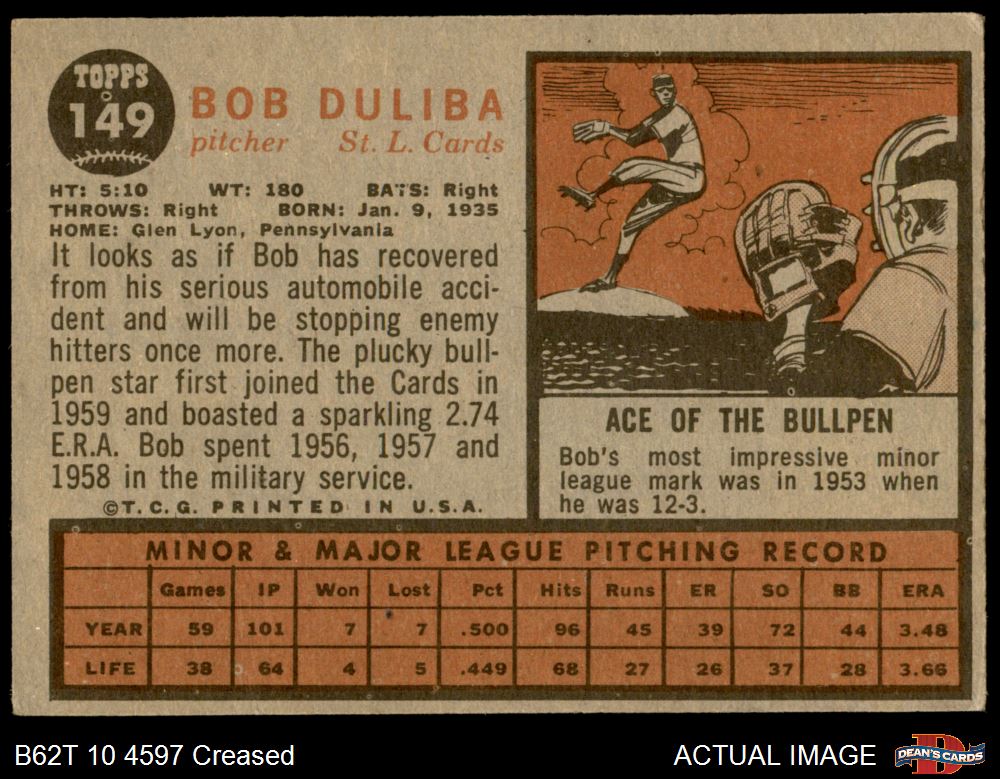 TOPPS
149
BOB DULIBA
pitcher St. L. Cards
HT: 5:10 WT: 180 BATS: Right
THROWS: Right BORN: Jan. 9, 1935
HOME: Glen Lyon, Pennsylvania
It looks as if Bob has recovered
from his serious automobile acci-
dent and will be stopping enemy
hitters once more. The plucky bull-
pen star first joined the Cards in
1959 and boasted a sparkling 2.74
E.R.A. Bob spent 1956, 1957 and
1958 in the military service.
©T.C.G. PRINTED IN U.S.A.
ACE OF THE BULLPEN
Bob's most impressive minor
league mark was in 1953 when
he was 12-3.
MINOR & MAJOR LEAGUE PITCHING RECORD
Games IP Won Lost Pct Hits Runs ER SO BB ERA
YEAR 59 101 7 7 .500 96 45 39 72 44 3.48
LIFE 38 64 4 5 .449 68 27 26 37 28 3.66
B62T 10 4597 Creased
ACTUAL IMAGE
DEAN'S CARDS